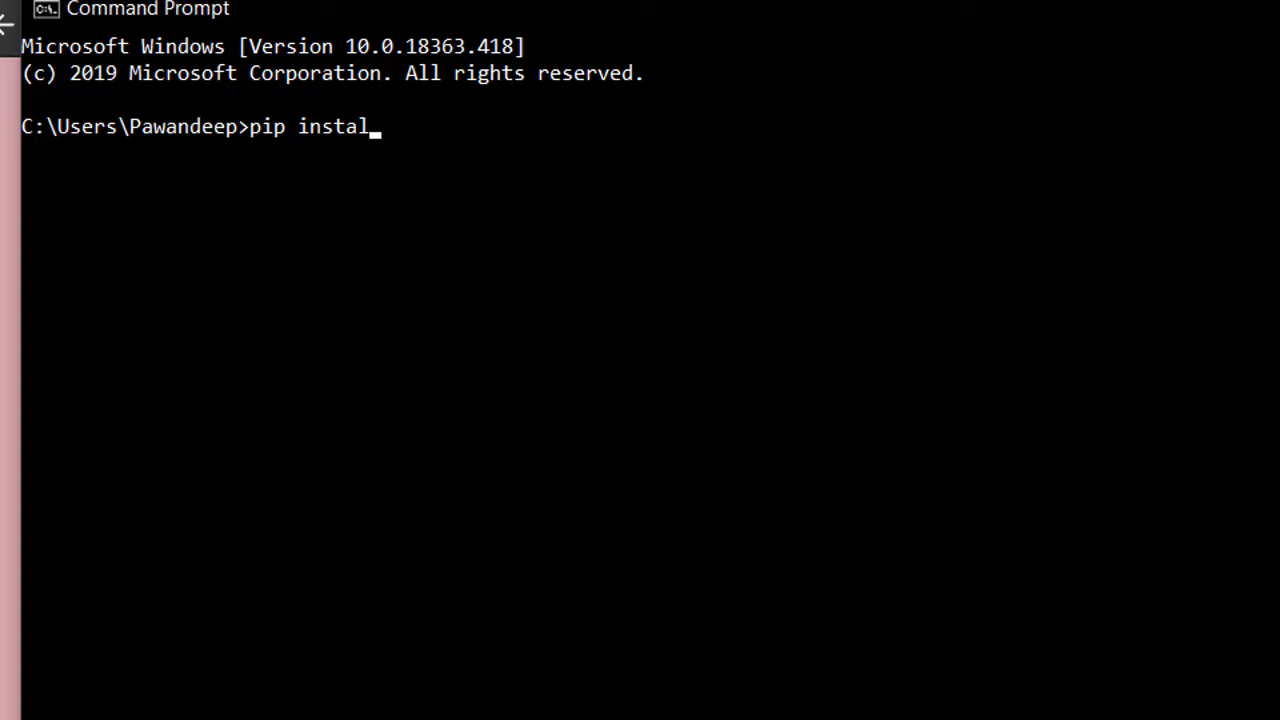 Command Prompt
Microsoft Windows [Version 10.0.18363.418]
(c) 2019 Microsoft Corporation. All rights reserved.
C:\Users\Pawandeep>pip instal